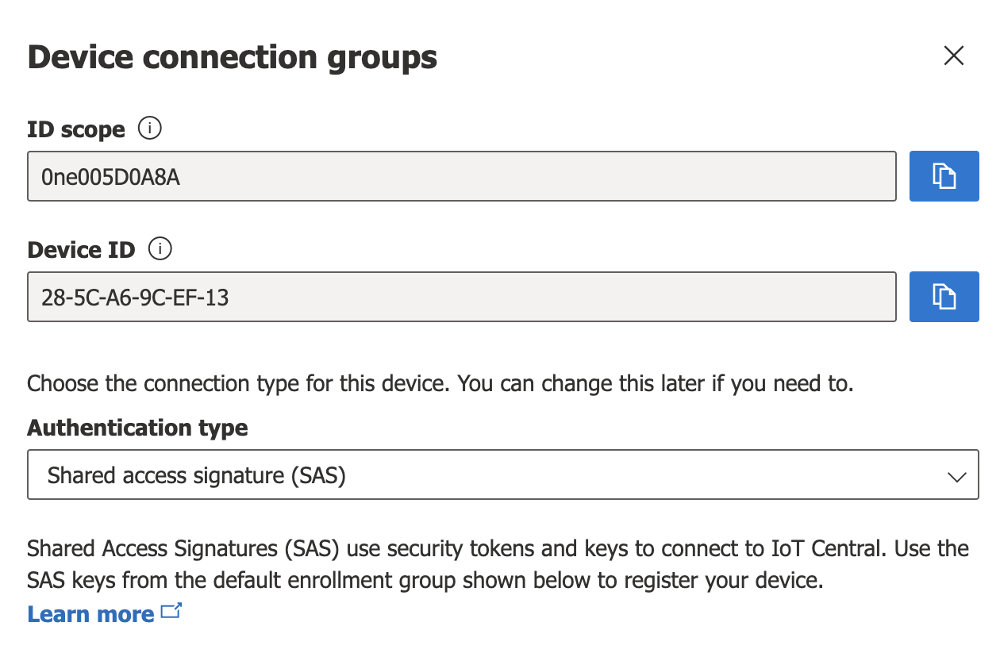 Device connection groups
ID scope
0ne005D0A8A
Device ID
28-5C-A6-9C-EF-13
Choose the connection type for this device. You can change this later if you need to.
Authentication type
Shared access signature (SAS)
Shared Access Signatures (SAS) use security tokens and keys to connect to IoT Central. Use the
SAS keys from the default enrollment group shown below to register your device.
Learn more